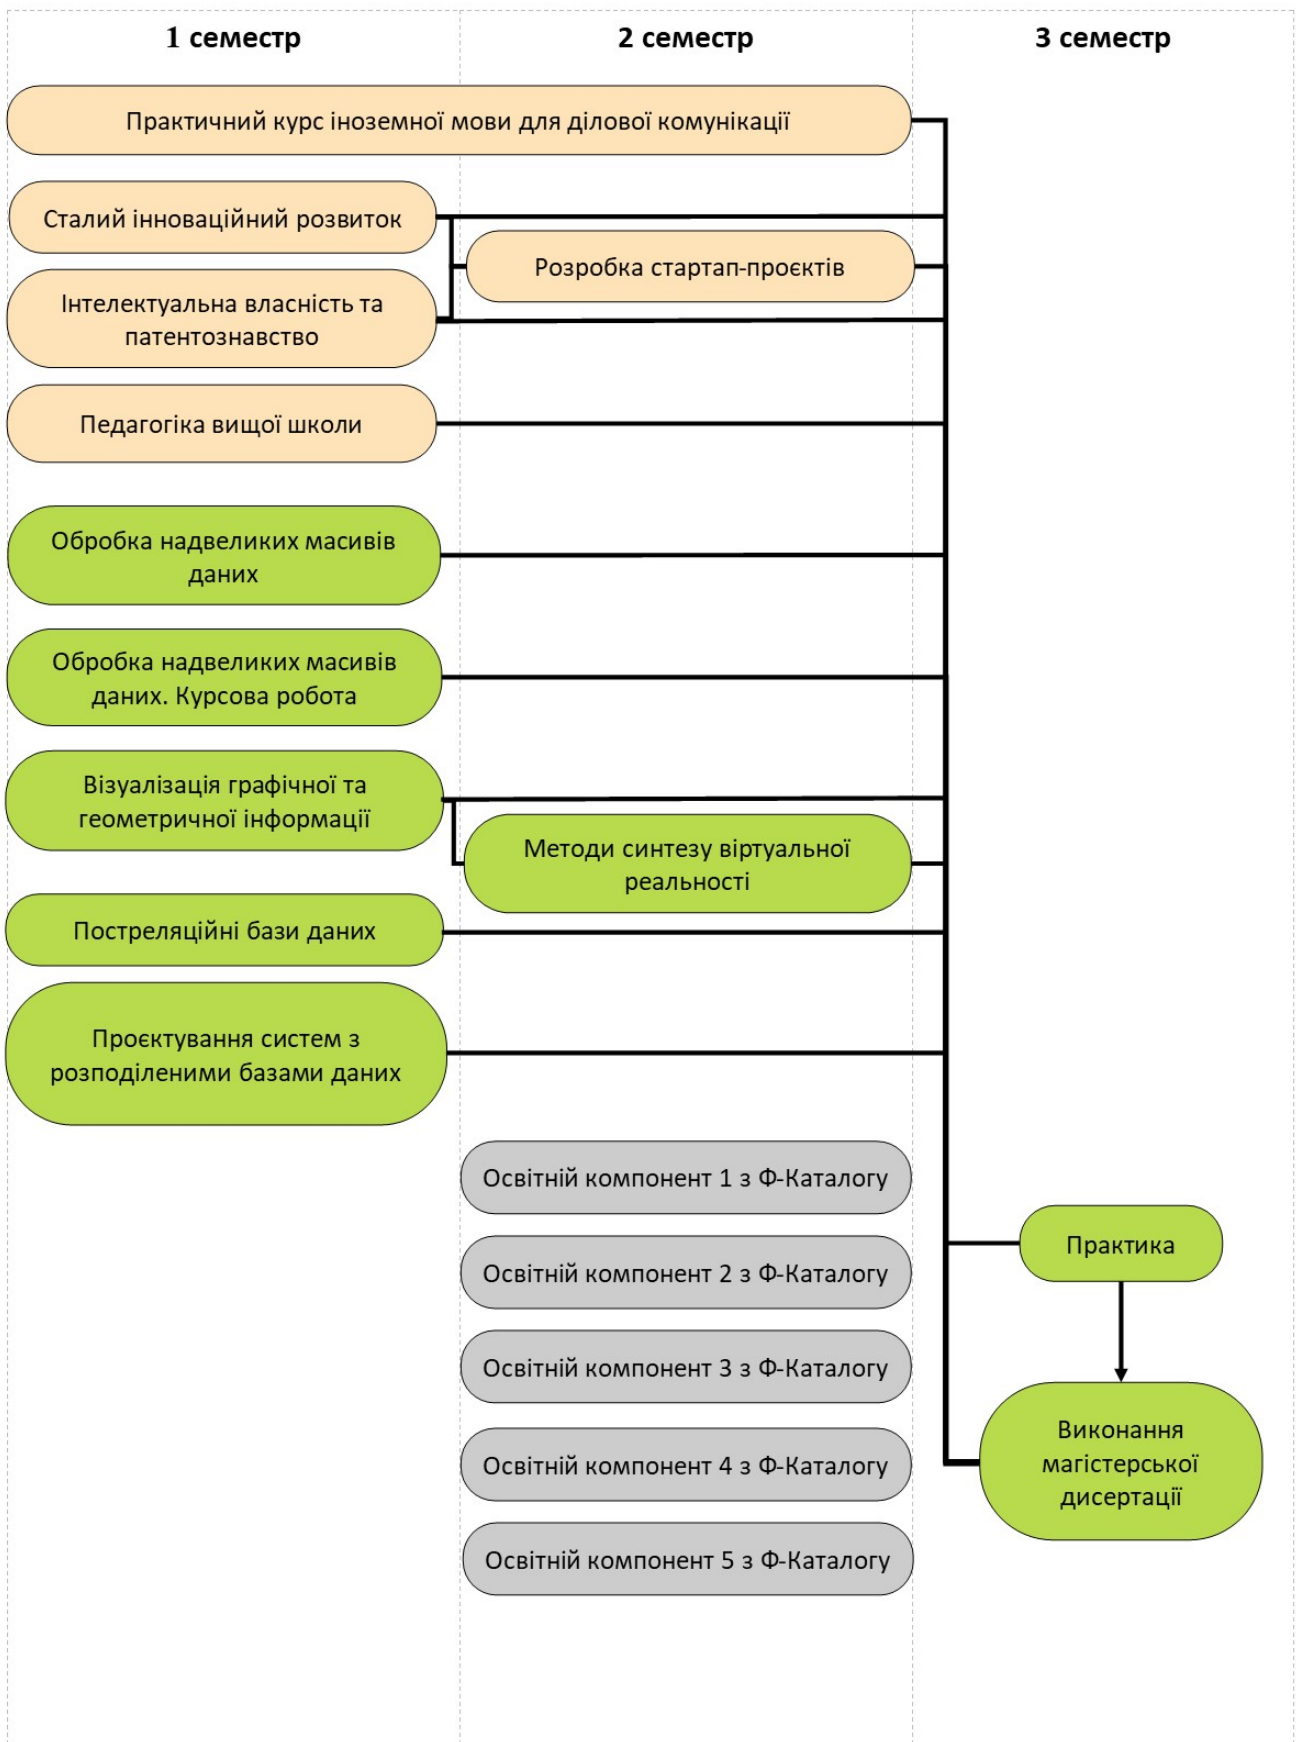 1 семестр
2 семестр
3 семестр
Практичний курс іноземної мови для ділової комунікації
Сталий інноваційний розвиток
Розробка стартап-проєктів
Інтелектуальна власність та
патентознавство
Педагогіка вищої школи
Обробка надвеликих масивів
даних
Обробка надвеликих масивів
даних. Курсова робота
Візуалізація графічної та
геометричної інформації
Методи синтезу віртуальної
реальності
Постреляційні бази даних
Проєктування систем з
розподіленими базами даних
Освітній компонент 1 з Ф-Каталогу
Практика
Освітній компонент 2 з Ф-Каталогу
Освітній компонент 3 з Ф-Каталогу
Виконання
магістерської
дисертації
Освітній компонент 4 з Ф-Каталогу
Освітній компонент 5 з Ф-Каталогу